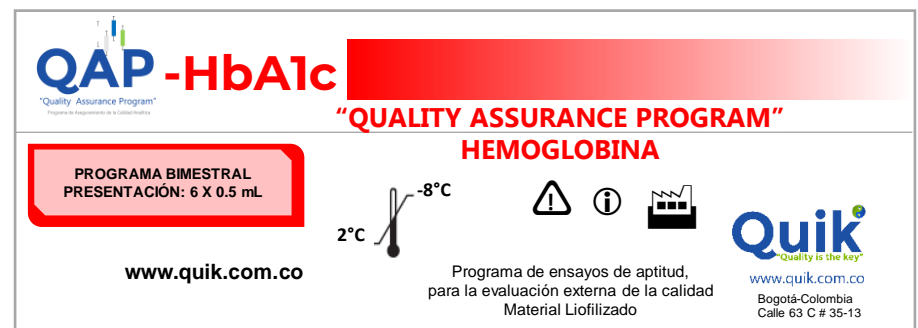 QAP -HbA1c
"Quality Assurance Program"
Programa de Aseguramiento de la Calidad Analítica
“QUALITY ASSURANCE PROGRAM”
HEMOGLOBINA
PROGRAMA BIMESTRAL
PRESENTACIÓN: 6 X 0.5 mL
-8°C
2°C
www.quik.com.co
Programa de ensayos de aptitud,
para la evaluación externa de la calidad
Material Liofilizado
Quik
"Quality is the key"
www.quik.com.co
Bogotá-Colombia
Calle 63 C # 35-13